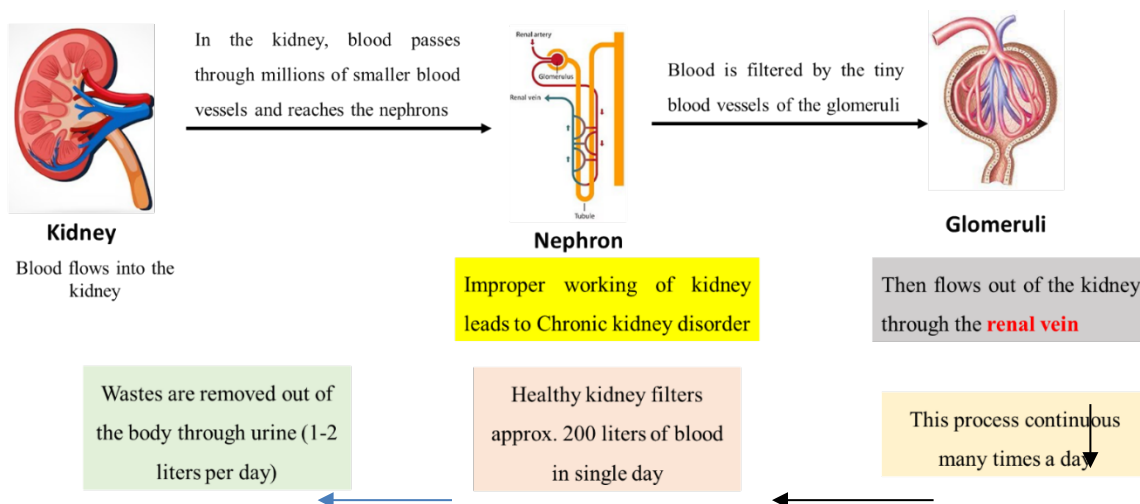 In the kidney, blood passes
through millions of smaller blood
vessels and reaches the nephrons
Renal artery
Glomerulus
Renal vein
Tubule
Blood is filtered by the tiny
blood vessels of the glomeruli
Kidney
Nephron
Glomeruli
Blood flows into the
kidney
Improper working of kidney
leads to Chronic kidney disorder
Then flows out of the kidney
through the renal vein
Wastes are removed out of
the body through urine (1-2
liters per day)
Healthy kidney filters
approx. 200 liters of blood
in single day
This process continuous
many times a day